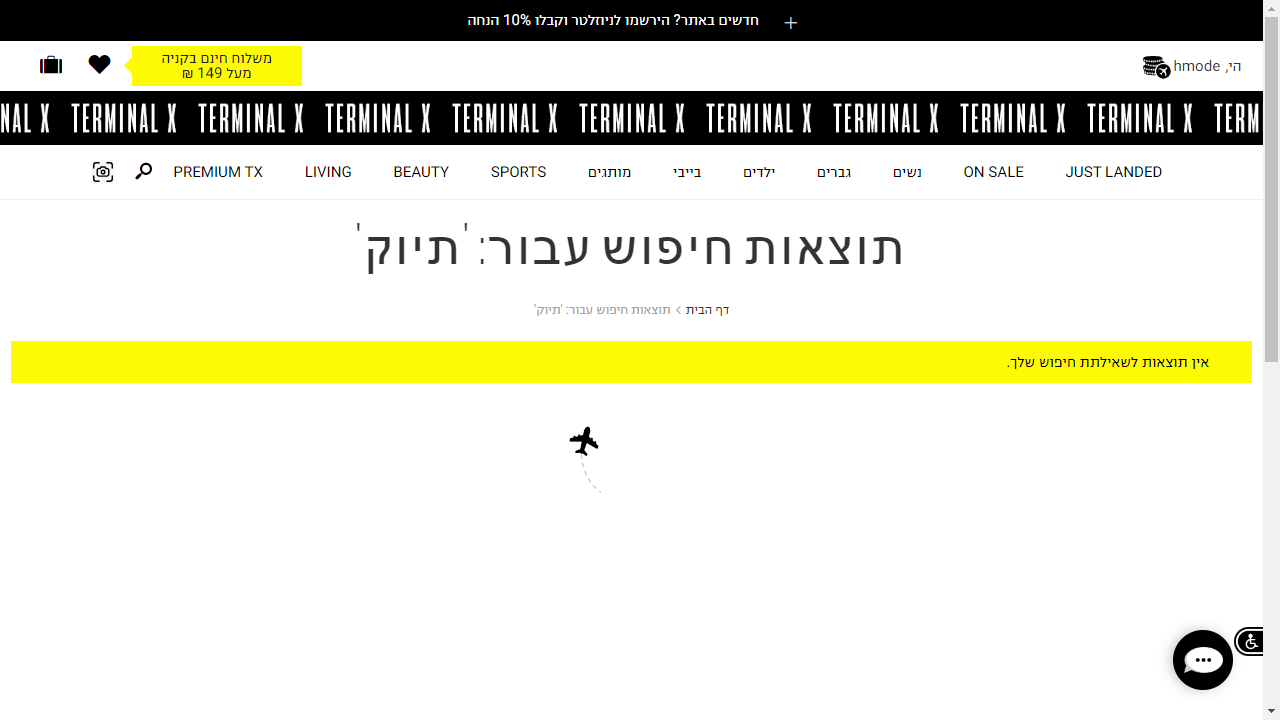 חדשים באתר? הירשמו לניוזלטר וקבלו 10% הנחה
הי, hmode
משלוח חינם בקניה
מעל 149 ₪
TERMINAL X TERMINAL X TERMINAL X TERMINAL X TERMINAL X TERMINAL X TERMINAL X TERMINAL X TERMINAL X
JUST LANDED ON SALE נשים גברים ילדים בייבי מותגים SPORTS BEAUTY LIVING PREMIUM TX
תוצאות חיפוש עבור: 'תיוק'
דף הבית > תוצאות חיפוש עבור: 'תיוק'
אין תוצאות לשאילתת חיפוש שלך.